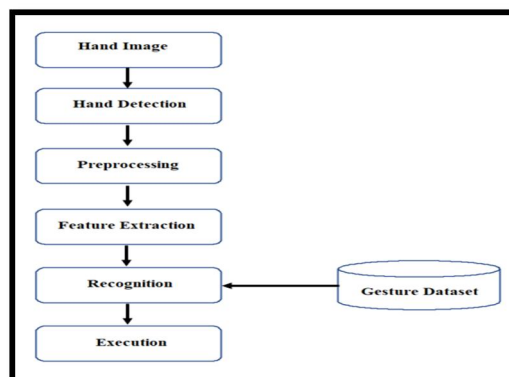 Hand Image
Hand Detection
Preprocessing
Feature Extraction
Recognition
Gesture Dataset
Execution